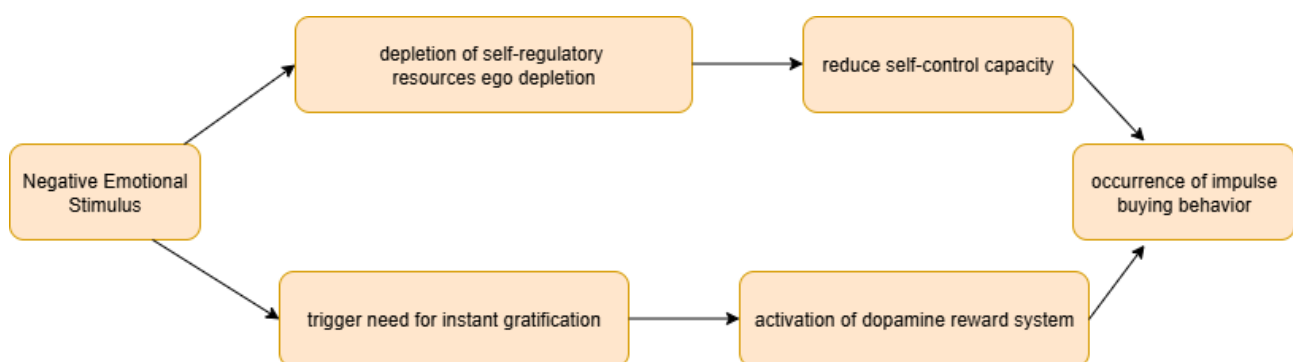 depletion of self-regulatory
resources ego depletion
reduce self-control capacity
Negative Emotional
Stimulus
occurrence of impulse
buying behavior
trigger need for instant gratification
activation of dopamine reward system